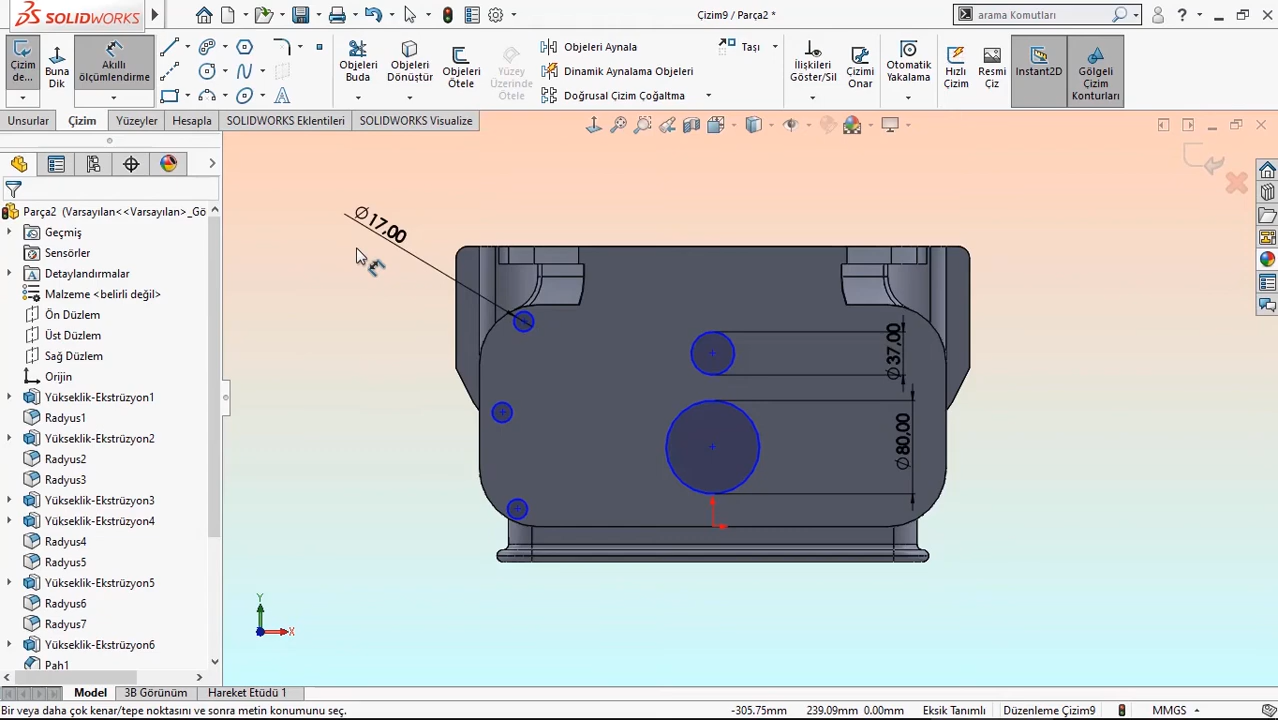 SOLIDWORKS
Çizim9 / Parça2 *
arama Komutları
Çizim de...
Buna Dik
Akıllı ölçümlendirme
Objeleri Buda
Objeleri Dönüştür
Objeleri Ötele
Yüzey Üzerinde Ötele
Objeleri Aynala
Dinamik Aynalama Objeleri
Doğrusal Çizim Çoğaltma
Taşı
İlişkileri Göster/Sil
Çizimi Onar
Otomatik Yakalama
Hızlı Çizim
Resmi Çiz
Instant2D
Gölgeli Çizim Konturları
Unsurlar
Çizim
Yüzeyler
Hesapla
SOLIDWORKS Eklentileri
SOLIDWORKS Visualize
Parça2 (Varsayılan<<Varsayılan>_Gö
Geçmiş
Sensörler
Detaylandırmalar
Malzeme <belirli değil>
Ön Düzlem
Üst Düzlem
Sağ Düzlem
Orijin
Yükseklik-Ekstrüzyon1
Radyus1
Yükseklik-Ekstrüzyon2
Radyus2
Radyus3
Yükseklik-Ekstrüzyon3
Yükseklik-Ekstrüzyon4
Radyus4
Radyus5
Yükseklik-Ekstrüzyon5
Radyus6
Radyus7
Yükseklik-Ekstrüzyon6
Pah1
∅17,00
∅37,00
∅80,00
Y
X
Model
3B Görünüm
Hareket Etüdü 1
Bir veya daha çok kenar/tepe noktasını ve sonra metin konumunu seç.
-305.75mm
239.09mm 0.00mm
Eksik Tanımlı
Düzenleme Çizim9
MMGS